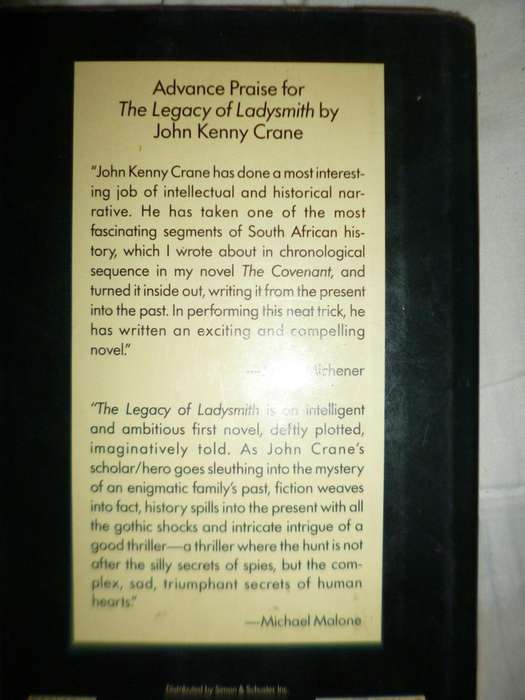 Advance Praise for
The Legacy of Ladysmith by
John Kenny Crane
"John Kenny Crane has done a most interest-
ing job of intellectual and historical nar-
rative. He has taken one of the most
fascinating segments of South African his-
tory, which I wrote about in chronological
sequence in my novel The Covenant, and
turned it inside out, writing it from the present
into the past. In performing this neat trick, he
has written an exciting and compelling
novel."
Michener
"The Legacy of Ladysmith is an intelligent
and ambitious first novel, deftly plotted,
imaginatively told. As John Crane's
scholar/hero goes sleuthing into the mystery
of an enigmatic family's past, fiction weaves
into fact, history spills into the present with all
the gothic shocks and intricate intrigue of a
good thriller—a thriller where the hunt is not
after the silly secrets of spies, but the com-
plex, sad, triumphant secrets of human
hearts."
—Michael Malone
Distributed by Simon & Schuster Inc.